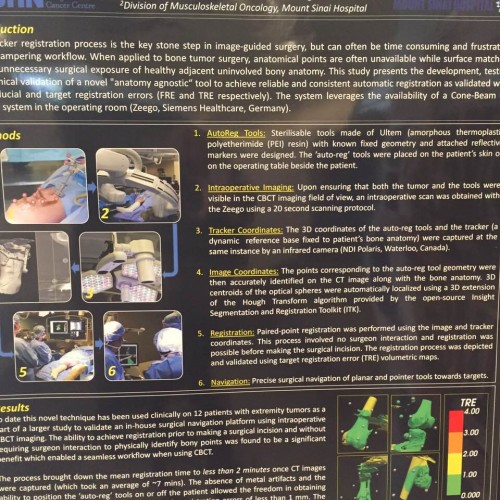 Cancer Centre
²Division of Musculoskeletal Oncology, Mount Sinai Hospital
MOUNT SINAI HOSPITAL
uction
cker registration process is the key stone step in image-guided surgery, but can often be time consuming and frustrat
ampering workflow. When applied to bone tumor surgery, anatomical points are often unavailable while surface match
unnecessary surgical exposure of healthy adjacent uninvolved bony anatomy. This study presents the development, test
nical validation of a novel "anatomy agnostic" tool to achieve reliable and consistent automatic registration as validated w
ducial and target registration errors (FRE and TRE respectively). The system leverages the availability of a Cone-Beam
system in the operating room (Zeego, Siemens Healthcare, Germany).
hods
1. AutoReg Tools: Sterilisable tools made of Ultem (amorphous thermoplasti
polyetherimide (PEI) resin) with known fixed geometry and attached reflectiv
markers were designed. The 'auto-reg' tools were placed on the patient's skin o
on the operating table beside the patient.
2. Intraoperative Imaging: Upon ensuring that both the tumor and the tools were
visible in the CBCT imaging field of view, an intraoperative scan was obtained with
the Zeego using a 20 second scanning protocol.
3. Tracker Coordinates: The 3D coordinates of the auto-reg tools and the tracker (a
dynamic reference base fixed to patient's bone anatomy) were captured at the
same instance by an infrared camera (NDI Polaris, Waterloo, Canada).
4. Image Coordinates: The points corresponding to the auto-reg tool geometry were
then accurately identified on the CT image along with the bone anatomy. 3D
centroids of the optical spheres were automatically localized using a 3D extension
of the Hough Transform algorithm provided by the open-source Insight
Segmentation and Registration Toolkit (ITK).
5. Registration: Paired-point registration was performed using the image and tracker
coordinates. This process involved no surgeon interaction and registration was
possible before making the surgical incision. The registration process was depicted
and validated using target registration error (TRE) volumetric maps.
6. Navigation: Precise surgical navigation of planar and pointer tools towards targets.
2
3
5
6
esults
o date this novel technique has been used clinically on 12 patients with extremity tumors as a
art of a larger study to validate an in-house surgical navigation platform using intraoperative
BCT imaging. The ability to achieve registration prior to making a surgical incision and without
equiring surgeon interaction to physically identify bony points was found to be a significant
enefit which enabled a seamless workflow when using CBCT.
The process brought down the mean registration time to less than 2 minutes once CT images
were captured (which took an average of ~7 mins). The absence of metal artifacts and the
ability to position the 'auto-reg' tools on or off the patient allowed the freedom in obtaining
errors of less than 1 mm. The
TRE
4.00
3.00
2.00
1.00
0.000